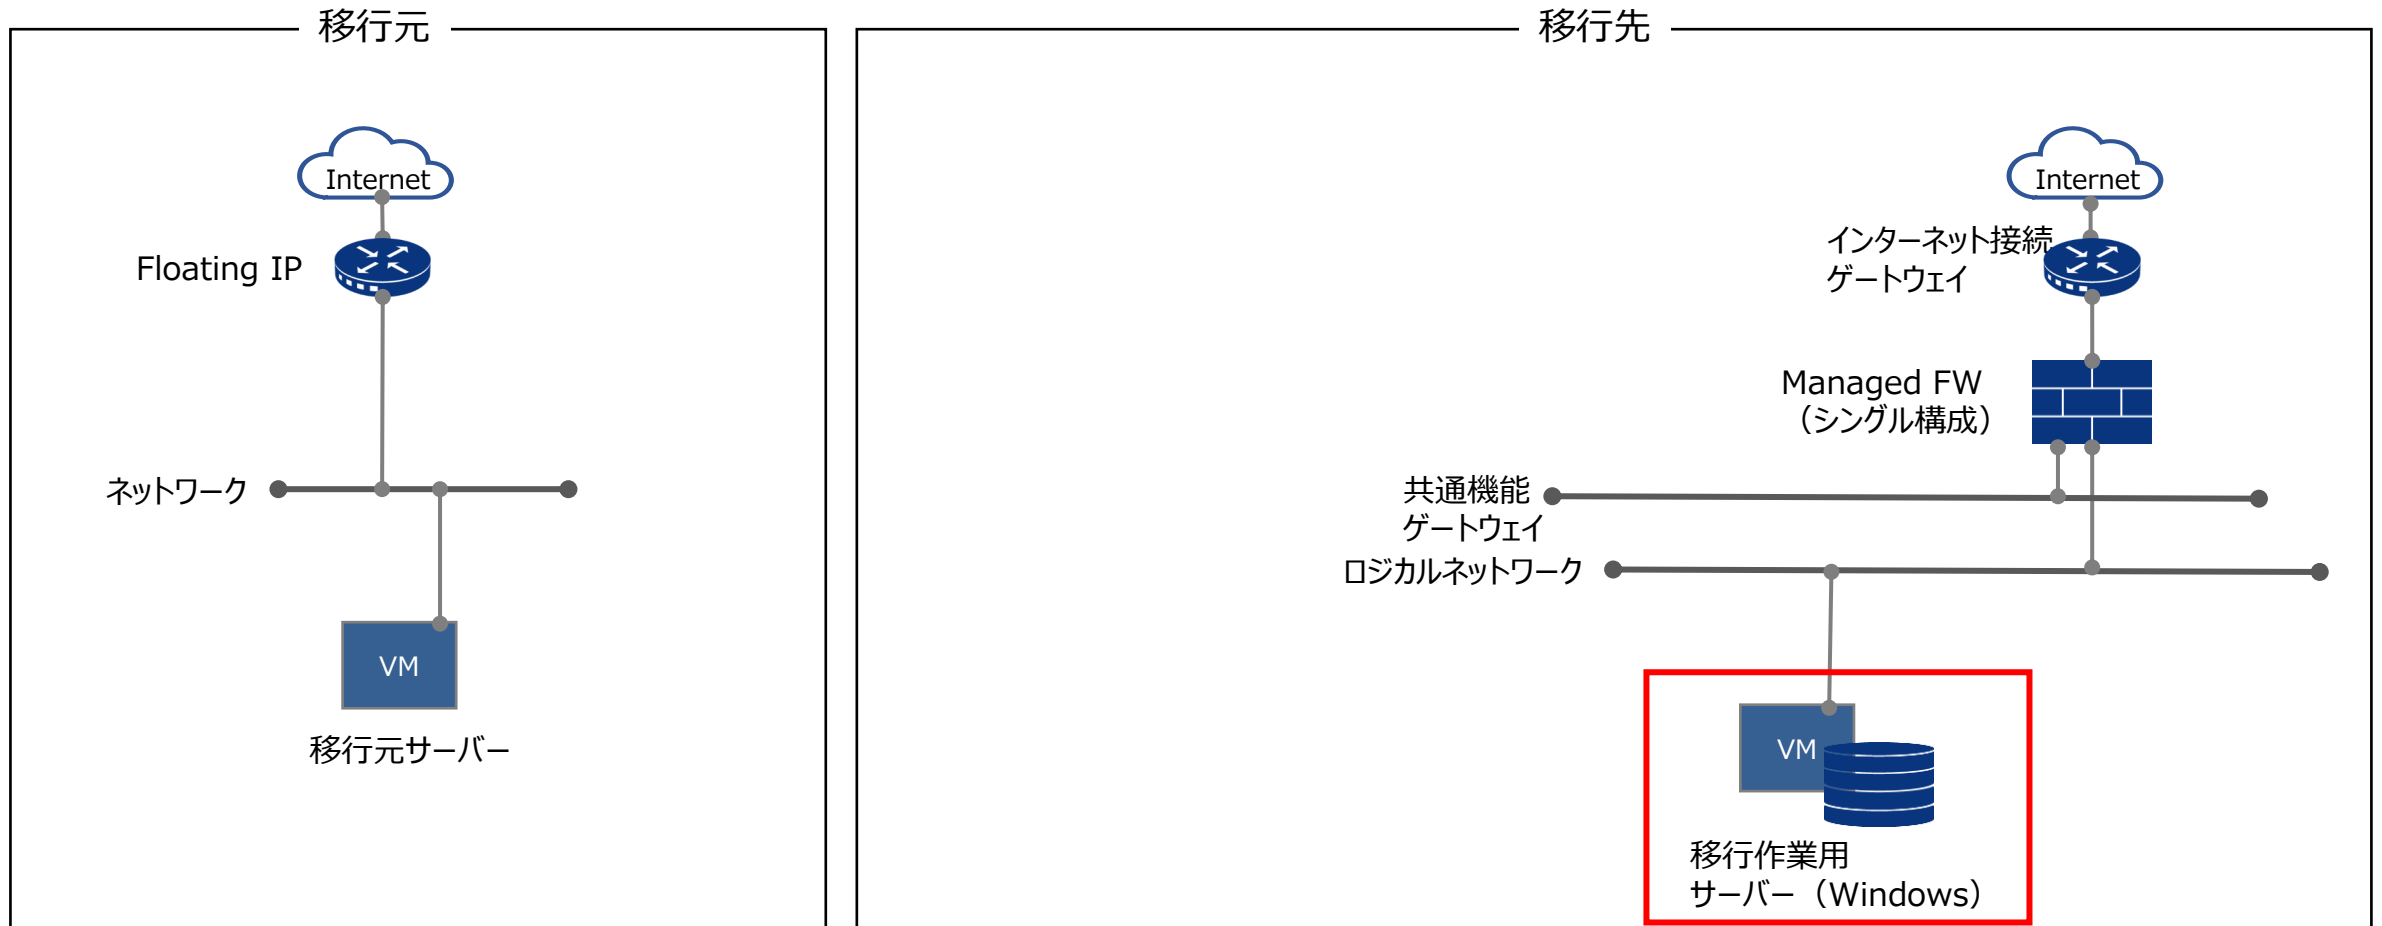 移行元
Internet
Floating IP
ネットワーク
VM
移行元サーバー
移行先
Internet
インターネット接続
ゲートウェイ
Managed FW
（シングル構成）
共通機能
ゲートウェイ
ロジカルネットワーク
VM
移行作業用
サーバー（Windows）